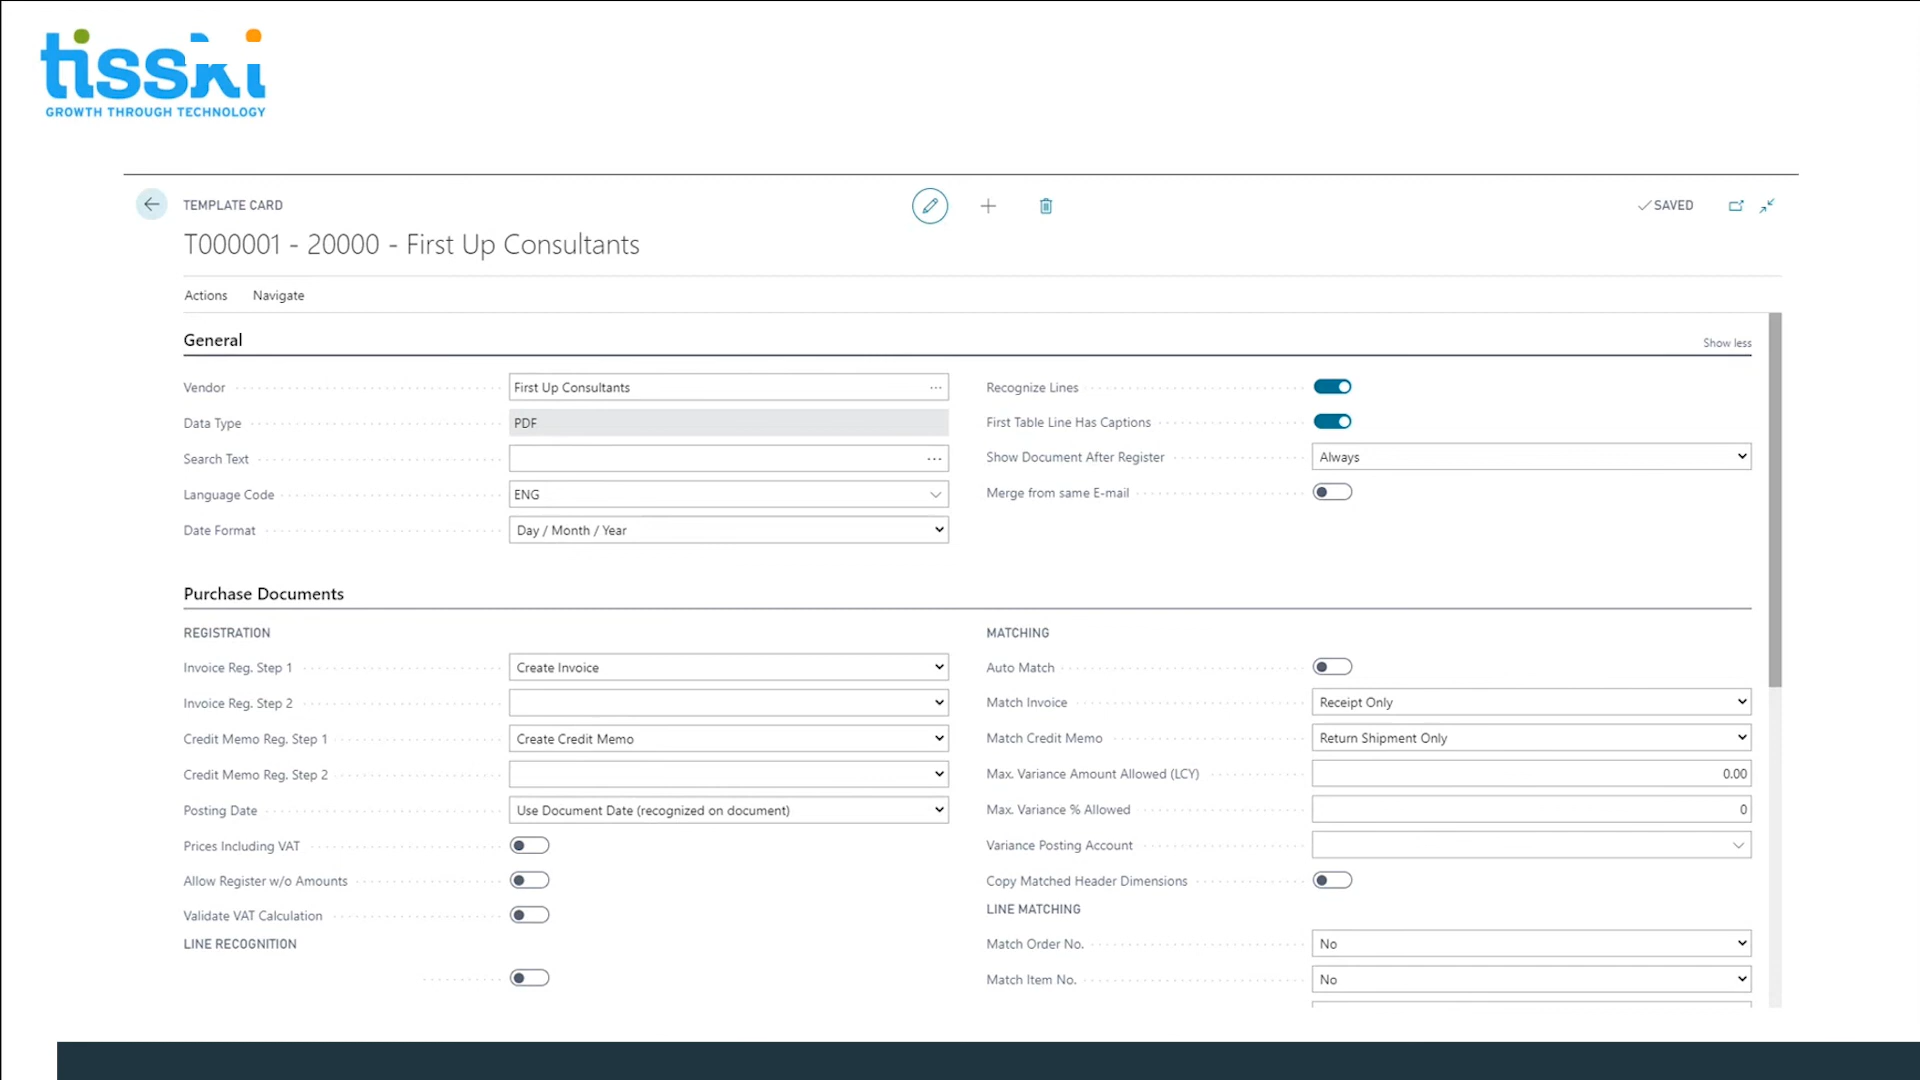 tisski
GROWTH THROUGH TECHNOLOGY
TEMPLATE CARD
SAVED
T000001 - 20000 - First Up Consultants
Actions Navigate
General
Show less
Vendor
First Up Consultants
Data Type
PDF
Search Text
Language Code
ENG
Date Format
Day / Month / Year
Recognize Lines
First Table Line Has Captions
Show Document After Register
Always
Merge from same E-mail
Purchase Documents
REGISTRATION
Invoice Reg. Step 1
Create Invoice
Invoice Reg. Step 2
Credit Memo Reg. Step 1
Create Credit Memo
Credit Memo Reg. Step 2
Posting Date
Use Document Date (recognized on document)
Prices Including VAT
Allow Register w/o Amounts
Validate VAT Calculation
LINE RECOGNITION
MATCHING
Auto Match
Match Invoice
Receipt Only
Match Credit Memo
Return Shipment Only
Max. Variance Amount Allowed (LCY)
0.00
Max. Variance % Allowed
0
Variance Posting Account
Copy Matched Header Dimensions
LINE MATCHING
Match Order No.
No
Match Item No.
No